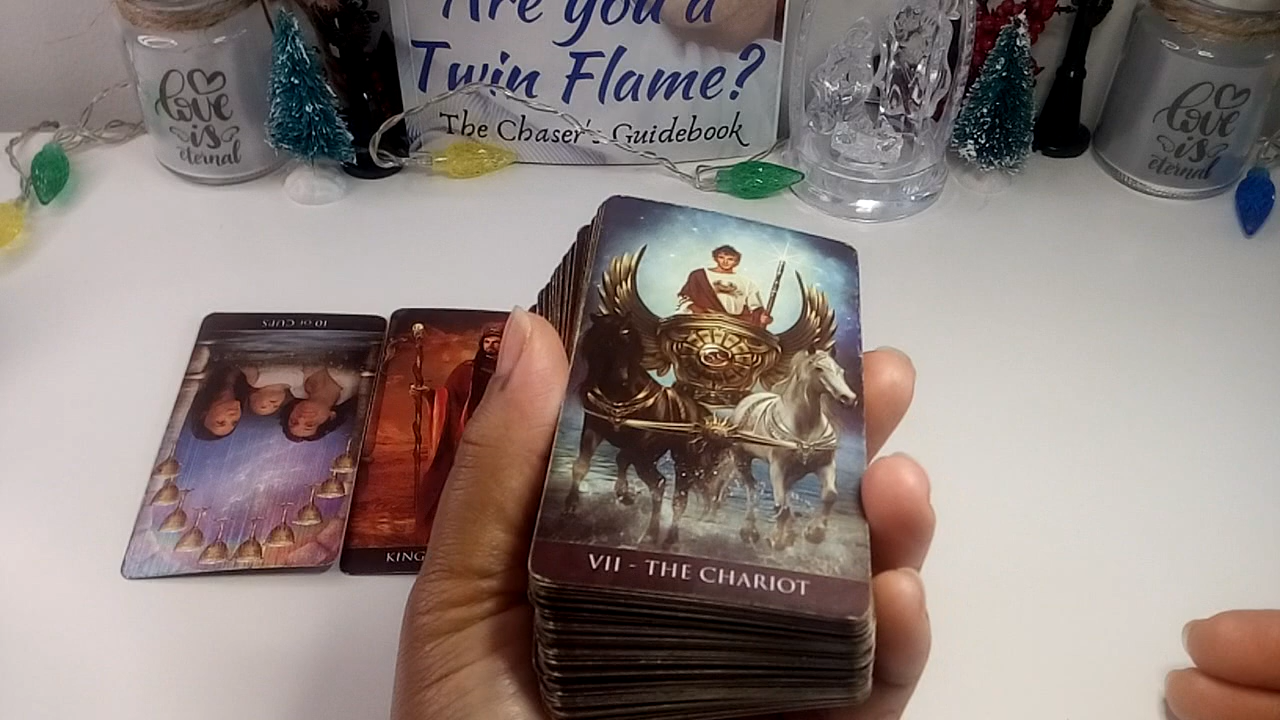 Are you a
Twin Flame?
The Chaser's Guidebook
love
is
eternal
love
is
eternal
10 OF CUPS
KING
VII - THE CHARIOT